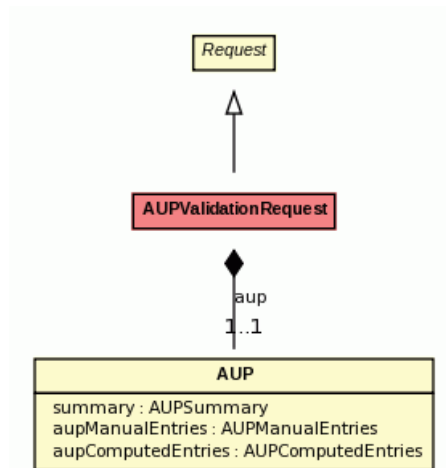 Request
AUPValidationRequest
aup
1..1
AUP
summary : AUPSummary
aupManualEntries : AUPManualEntries
aupComputedEntries : AUPComputedEntries